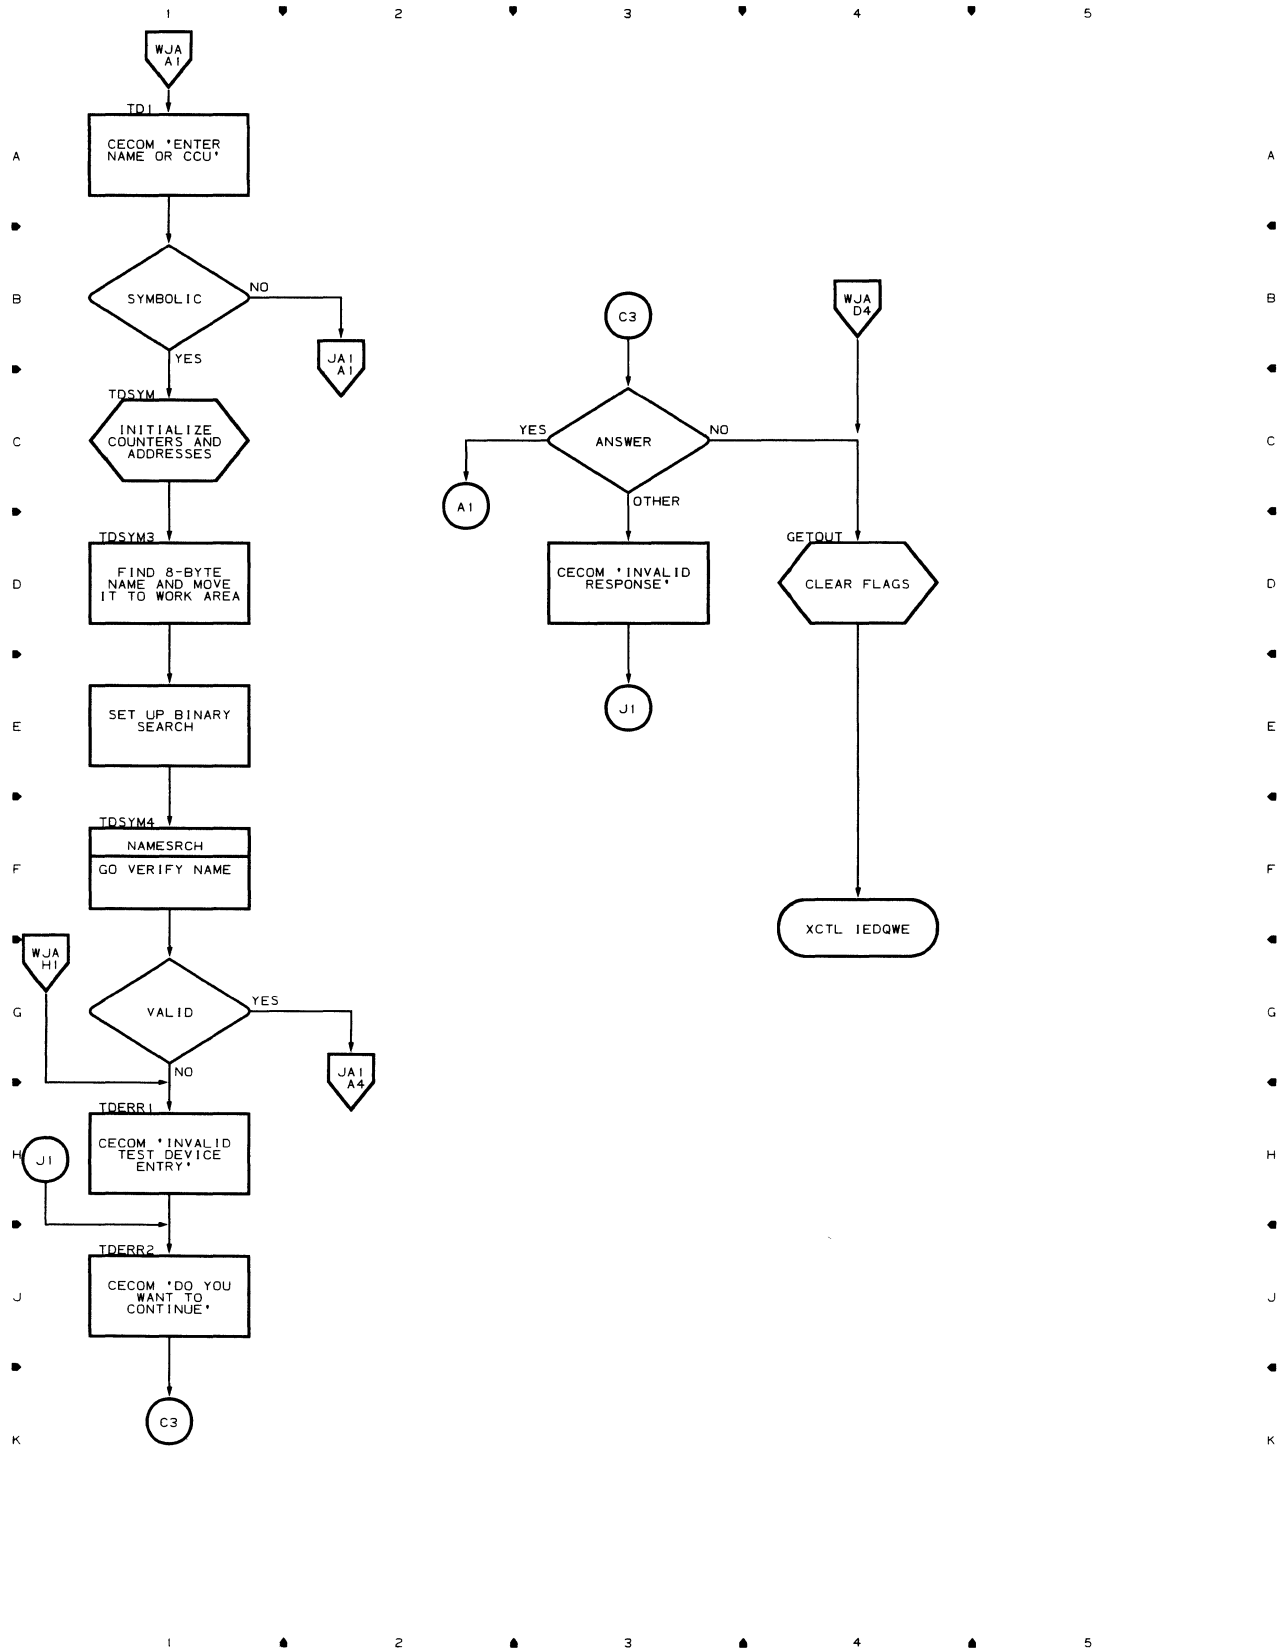 1 2 3 4 5
WJA
A1
TD1
CECOM 'ENTER
NAME OR CCU'
A A
SYMBOLIC
NO
YES
B B
JA1
A1
C3
WJA
D4
TDSYM
INITIALIZE
COUNTERS AND
ADDRESSES
C C
YES
ANSWER
NO
OTHER
A1
TDSYM3
FIND 8-BYTE
NAME AND MOVE
IT TO WORK AREA
D D
CECOM 'INVALID
RESPONSE'
GETOUT
CLEAR FLAGS
SET UP BINARY
SEARCH
E E
J1
TDSYM4
NAMESRCH
GO VERIFY NAME
F F
XCTL IEDQWE
WJA
H1
VALID
YES
NO
G G
JA1
A4
TDERR1
CECOM 'INVALID
TEST DEVICE
ENTRY'
H H
J1
TDERR2
CECOM 'DO YOU
WANT TO
CONTINUE'
J J
C3
K K
1 2 3 4 5